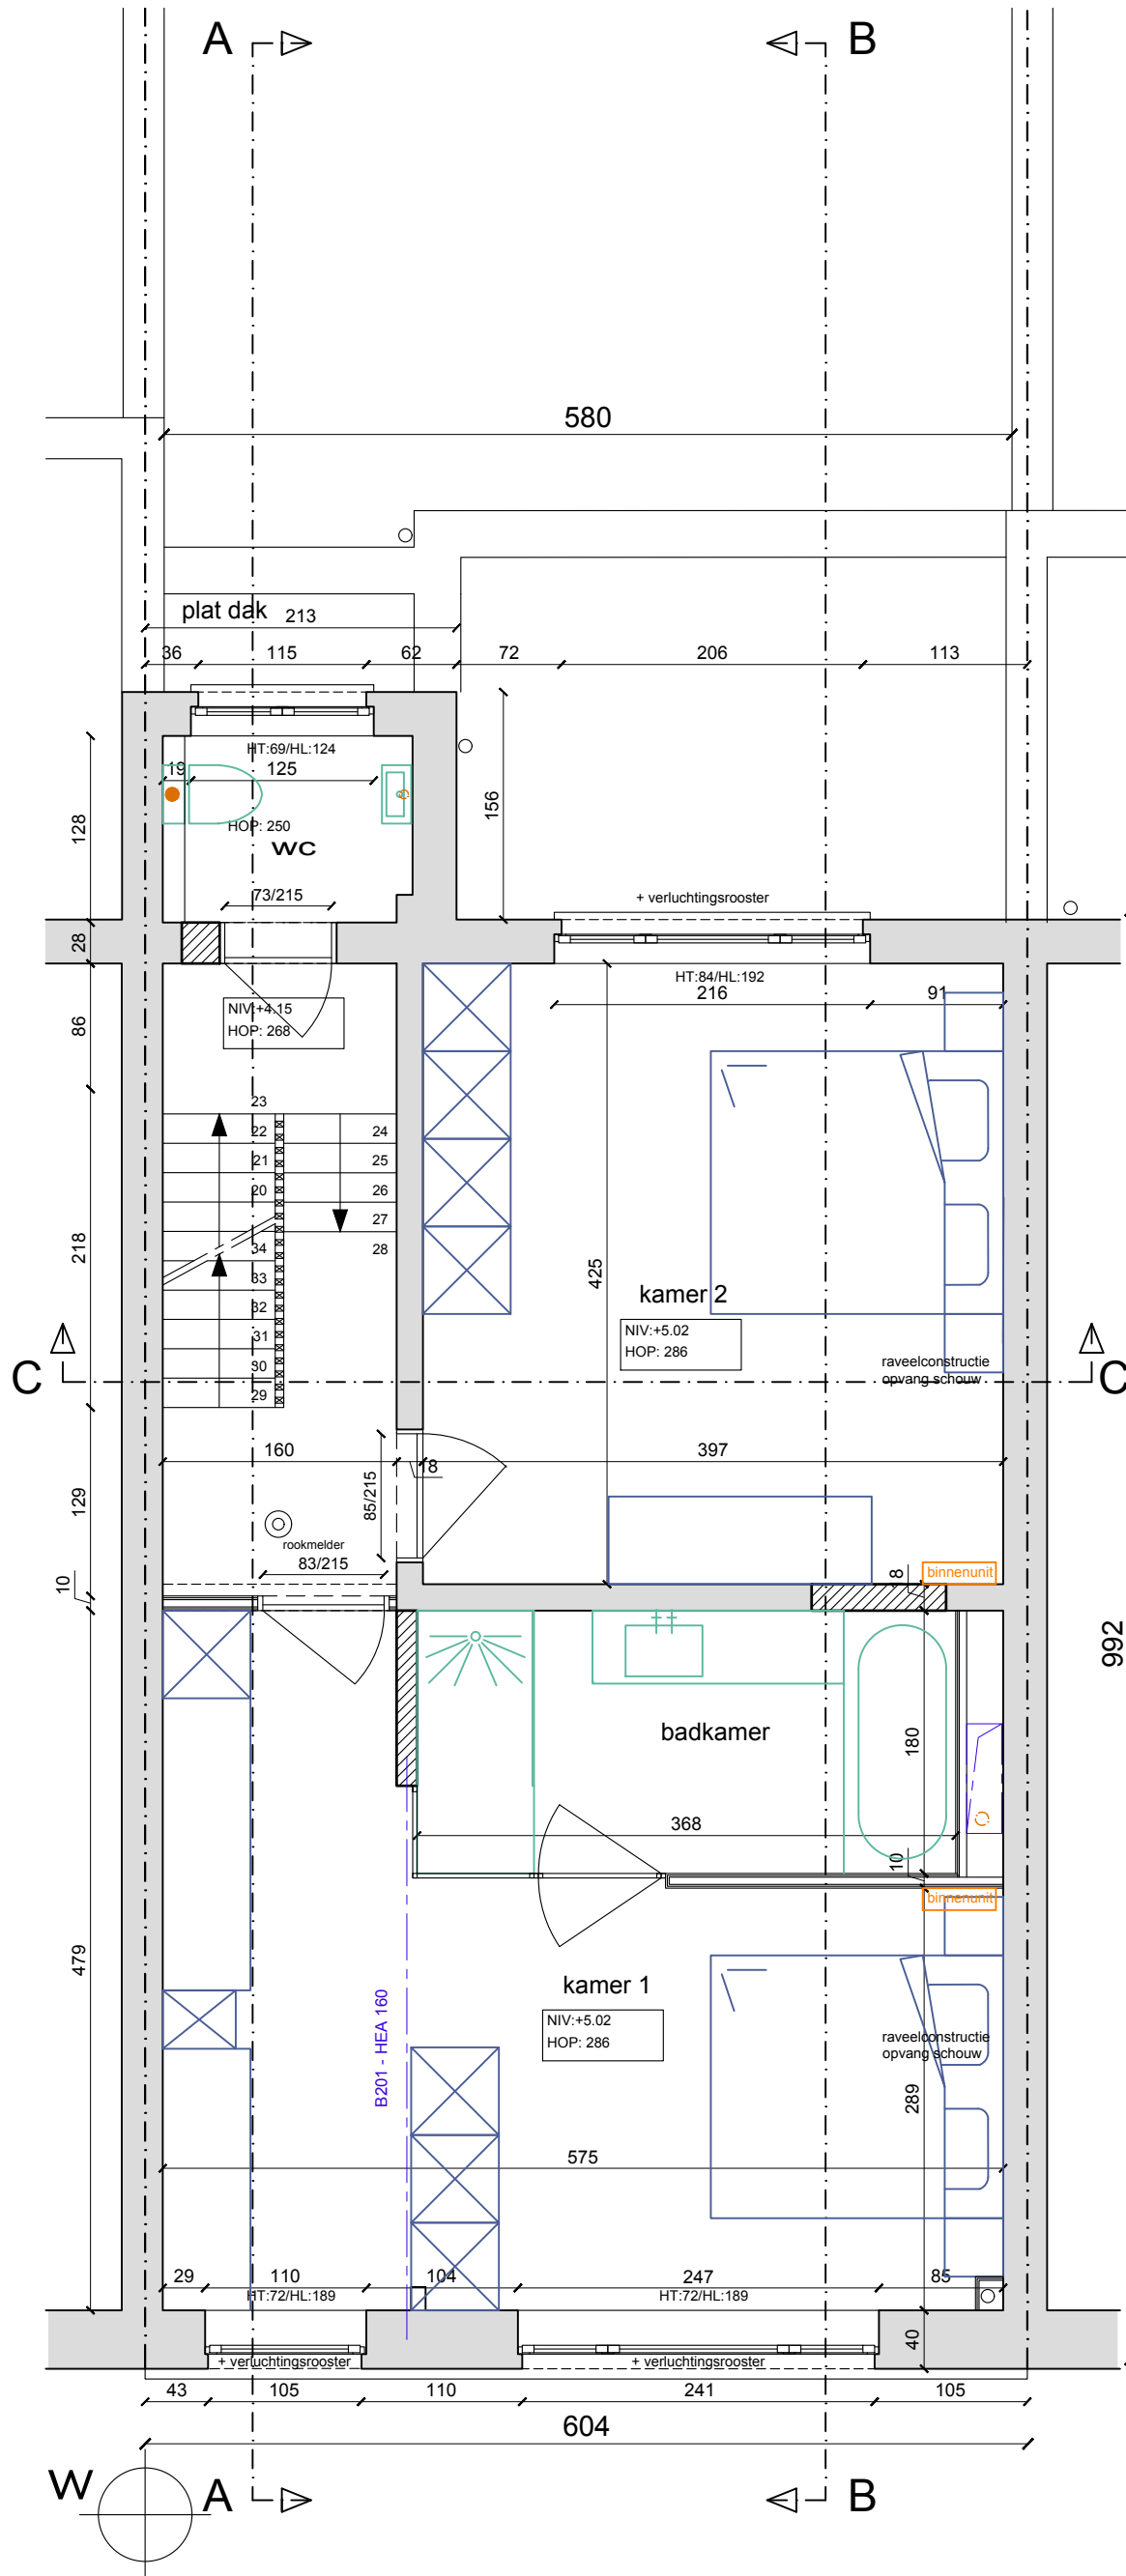 A
B
580
plat dak
213
36
115
62
72
206
113
HT:69/HL:124
19
125
HOP: 250
WC
128
156
73/215
+ verluchtingsrooster
28
HT:84/HL:192
216
91
NIV:+4.15
HOP: 268
86
23
22
24
21
25
20
26
27
34
28
33
32
31
30
29
218
425
kamer 2
NIV:+5.02
HOP: 286
raveelconstructie
opvang schouw
C
C
160
8
397
85/215
129
rookmelder
83/215
10
8
binnenunit
992
badkamer
180
368
10
binnenunit
479
kamer 1
NIV:+5.02
HOP: 286
B201 - HEA 160
raveelconstructie
opvang schouw
289
575
29
110
104
247
85
HT:72/HL:189
HT:72/HL:189
40
+ verluchtingsrooster
+ verluchtingsrooster
43
105
110
241
105
604
W
A
B